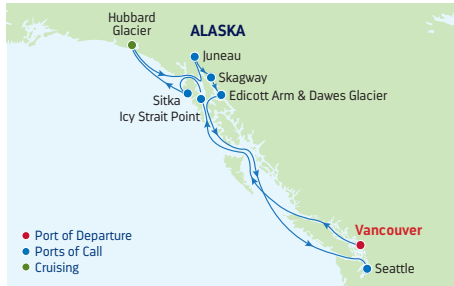 Hubbard
Glacier
ALASKA
Juneau
Skagway
Edicott Arm & Dawes Glacier
Sitka
Icy Strait Point
Vancouver
Seattle
Port of Departure
Ports of Call
Cruising